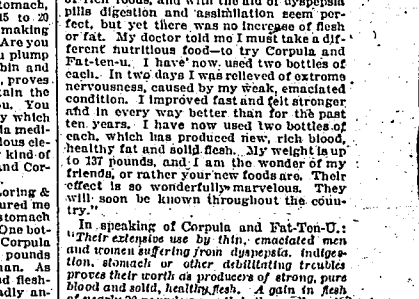 tomach,
15 to 20
making
Are you
u plump
bin and
, proves
tain the
u. You
y which
la medi-
lous ele-
r kind of
nd Cor-
loring &
ured me
stomach
One bot-
Corpula
pounds
han. As
d flesh-
adly an-
of rich foods, and with the aid of dyspepsia
pills digestion and assimilation seem per-
fect, but yet there was no increase of flesh
or fat. My doctor told me I must take a dif-
ferent nutritious food—to try Corpula and
Fat-ten-u. I have now used two bottles of
each. In two days I was relieved of extreme
nervousness, caused by my weak, emaciated
condition. I improved fast and felt stronger
and in every way better than for the past
ten years. I have now used two bottles of
each, which has produced new, rich blood,
healthy fat and solid flesh. My weight is up
to 137 pounds, and I am the wonder of my
friends, or rather your new foods are. Their
effect is so wonderfully marvelous. They
will soon be known throughout the coun-
try."
In speaking of Corpula and Fat-Ten-U.:
"Their extensive use by thin, emaciated men
and women suffering from dyspepsia, indiges-
tion, stomach or other debilitating troubles
proves their worth as producers of strong, pure
blood and solid, healthy flesh. A gain in flesh